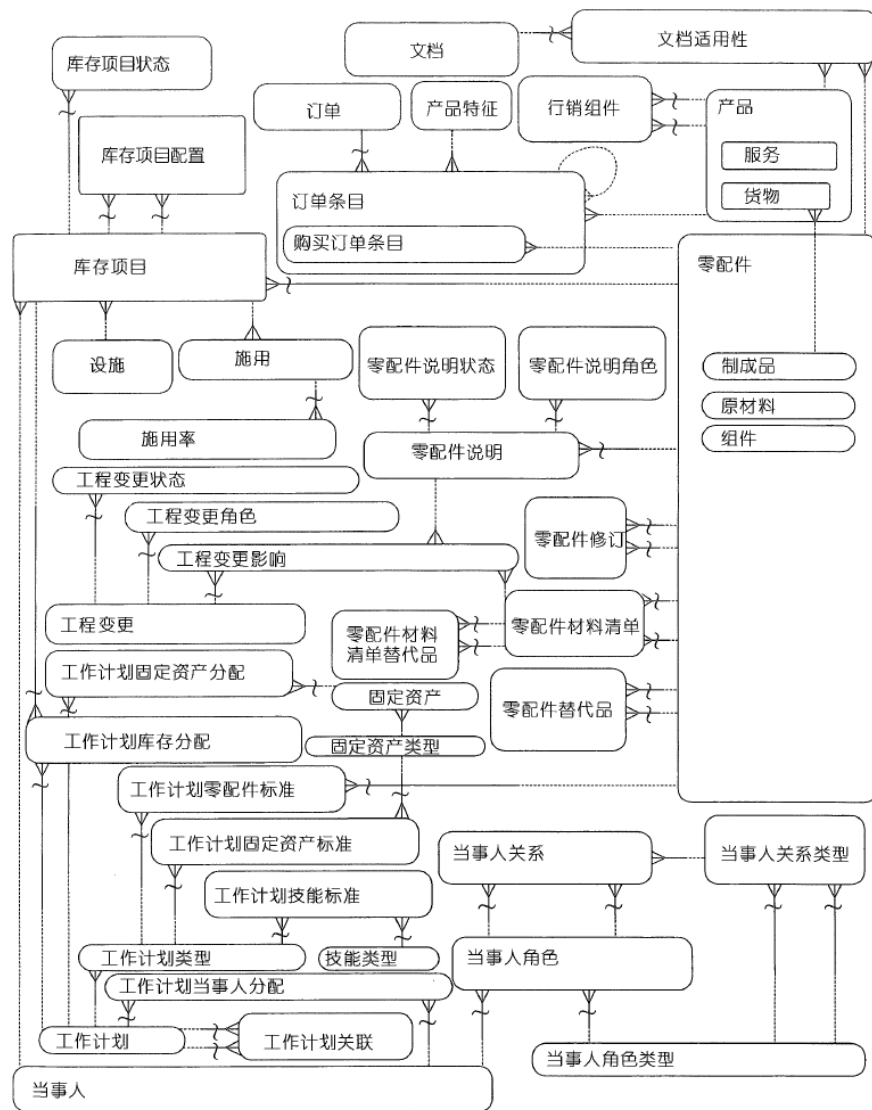 文档
文档适用性
库存项目状态
订单
产品特征
行销组件
产品
服务
货物
库存项目配置
订单条目
购买订单条目
库存项目
零配件
设施
施用
零配件说明状态
零配件说明角色
制成品
原材料
组件
施用率
零配件说明
工程变更状态
工程变更角色
零配件修订
工程变更影响
工程变更
零配件材料
清单替代品
零配件材料清单
工作计划固定资产分配
固定资产
零配件替代品
工作计划库存分配
固定资产类型
工作计划零配件标准
工作计划固定资产标准
当事人关系
当事人关系类型
工作计划技能标准
工作计划类型
技能类型
当事人角色
工作计划当事人分配
工作计划
工作计划关联
当事人角色类型
当事人